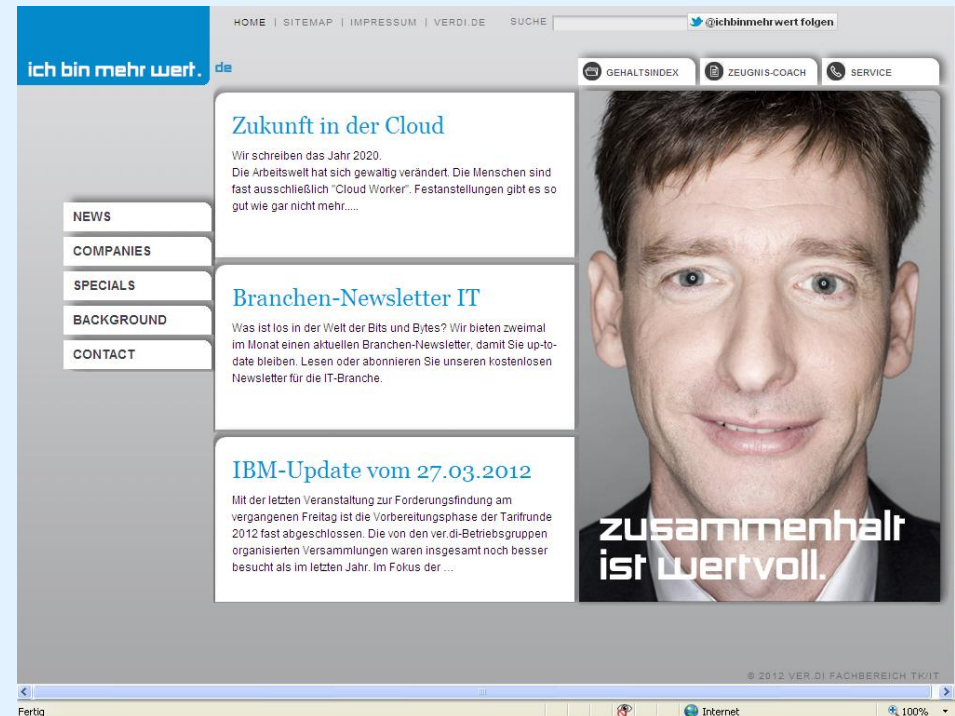 HOME | SITEMAP | IMPRESSUM | VERDI.DE SUCHE @ichbinmehrwert folgen
ich bin mehr wert. de
GEHALTSINDEX ZEUGNIS-COACH SERVICE
NEWS
COMPANIES
SPECIALS
BACKGROUND
CONTACT
Zukunft in der Cloud
Wir schreiben das Jahr 2020.
Die Arbeitswelt hat sich gewaltig verändert. Die Menschen sind
fast ausschließlich "Cloud Worker". Festanstellungen gibt es so
gut wie gar nicht mehr.....
Branchen-Newsletter IT
Was ist los in der Welt der Bits und Bytes? Wir bieten zweimal
im Monat einen aktuellen Branchen-Newsletter, damit Sie up-to-
date bleiben. Lesen oder abonnieren Sie unseren kostenlosen
Newsletter für die IT-Branche.
IBM-Update vom 27.03.2012
Mit der letzten Veranstaltung zur Forderungsfindung am
vergangenen Freitag ist die Vorbereitungsphase der Tarifrunde
2012 fast abgeschlossen. Die von den ver.di-Betriebsgruppen
organisierten Versammlungen waren insgesamt noch besser
besucht als im letzten Jahr. Im Fokus der ...
zusammenhalt
ist wertvoll.
© 2012 VER.DI FACHBEREICH TK/IT
Fertig Internet 100%